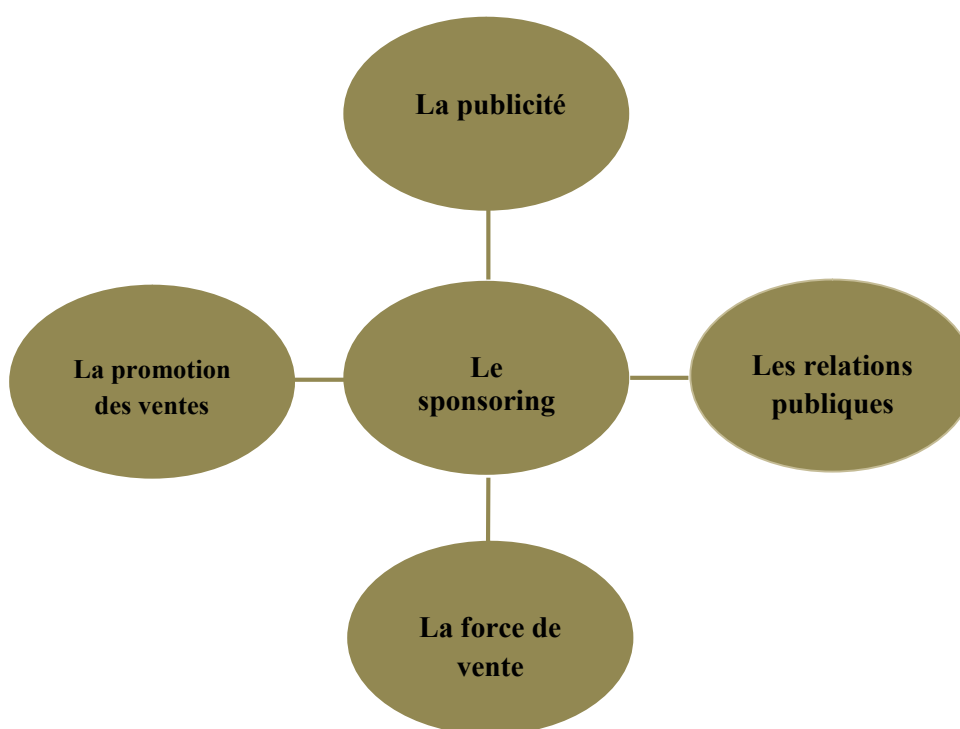 La publicité
La promotion
des ventes
Le
sponsoring
Les relations
publiques
La force de
vente